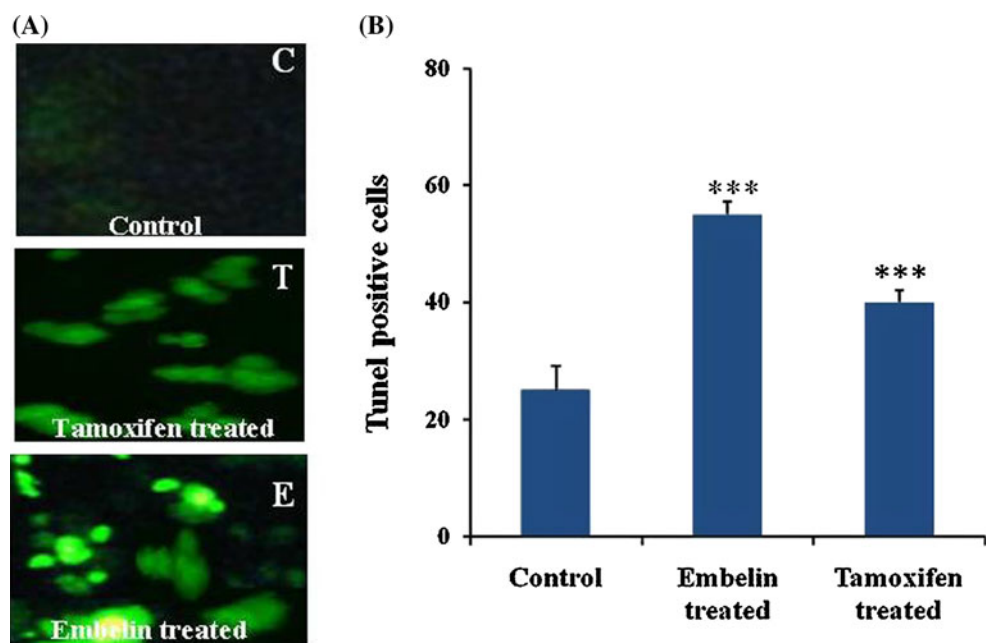 (A)
C
Control
T
Tamoxifen treated
E
Embelin treated
(B)
Tunel positive cells
80
60
40
20
0
***
***
Control
Embelin treated
Tamoxifen treated